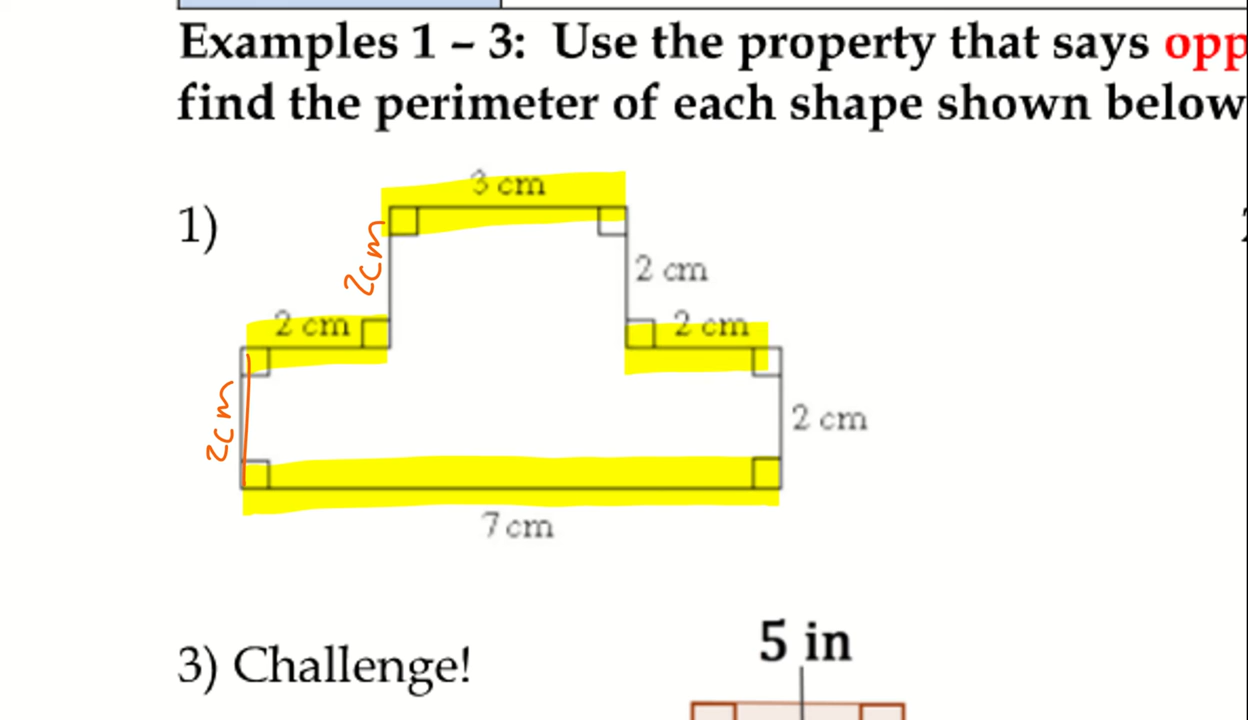 Examples 1 – 3: Use the property that says opp
find the perimeter of each shape shown below
1)
3 cm
2cm
2 cm
2 cm
2 cm
2cm
2 cm
7 cm
3) Challenge!
5 in